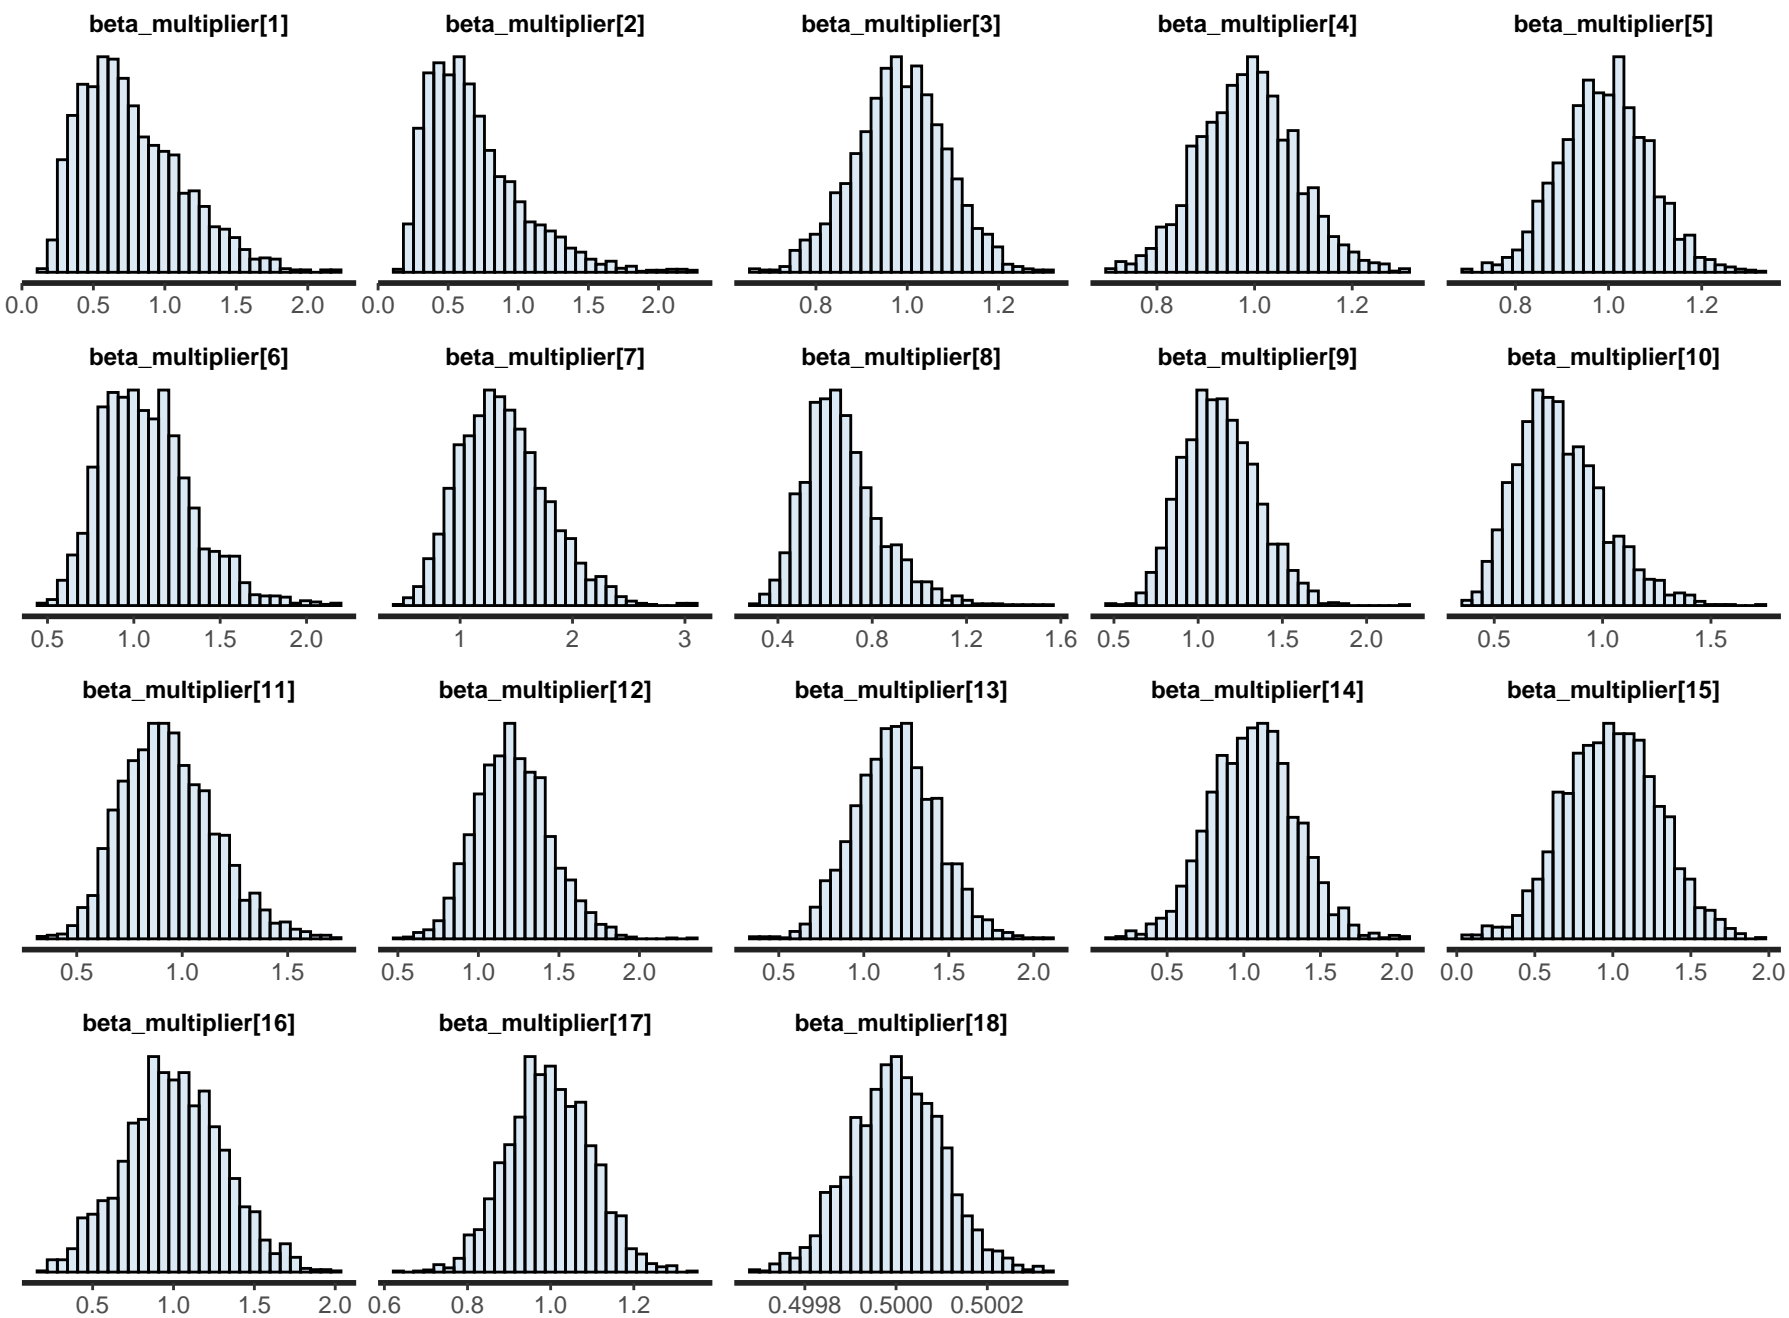 beta_multiplier[1] beta_multiplier[2] beta_multiplier[3] beta_multiplier[4] beta_multiplier[5]
0.0 0.5 1.0 1.5 2.0 0.0 0.5 1.0 1.5 2.0 0.8 1.0 1.2 0.8 1.0 1.2 0.8 1.0 1.2
beta_multiplier[6] beta_multiplier[7] beta_multiplier[8] beta_multiplier[9] beta_multiplier[10]
0.5 1.0 1.5 2.0 1 2 3 0.4 0.8 1.2 1.6 0.5 1.0 1.5 2.0 0.5 1.0 1.5
beta_multiplier[11] beta_multiplier[12] beta_multiplier[13] beta_multiplier[14] beta_multiplier[15]
0.5 1.0 1.5 0.5 1.0 1.5 2.0 0.5 1.0 1.5 2.0 0.5 1.0 1.5 2.0 0.0 0.5 1.0 1.5 2.0
beta_multiplier[16] beta_multiplier[17] beta_multiplier[18]
0.5 1.0 1.5 2.0 0.6 0.8 1.0 1.2 0.4998 0.5000 0.5002